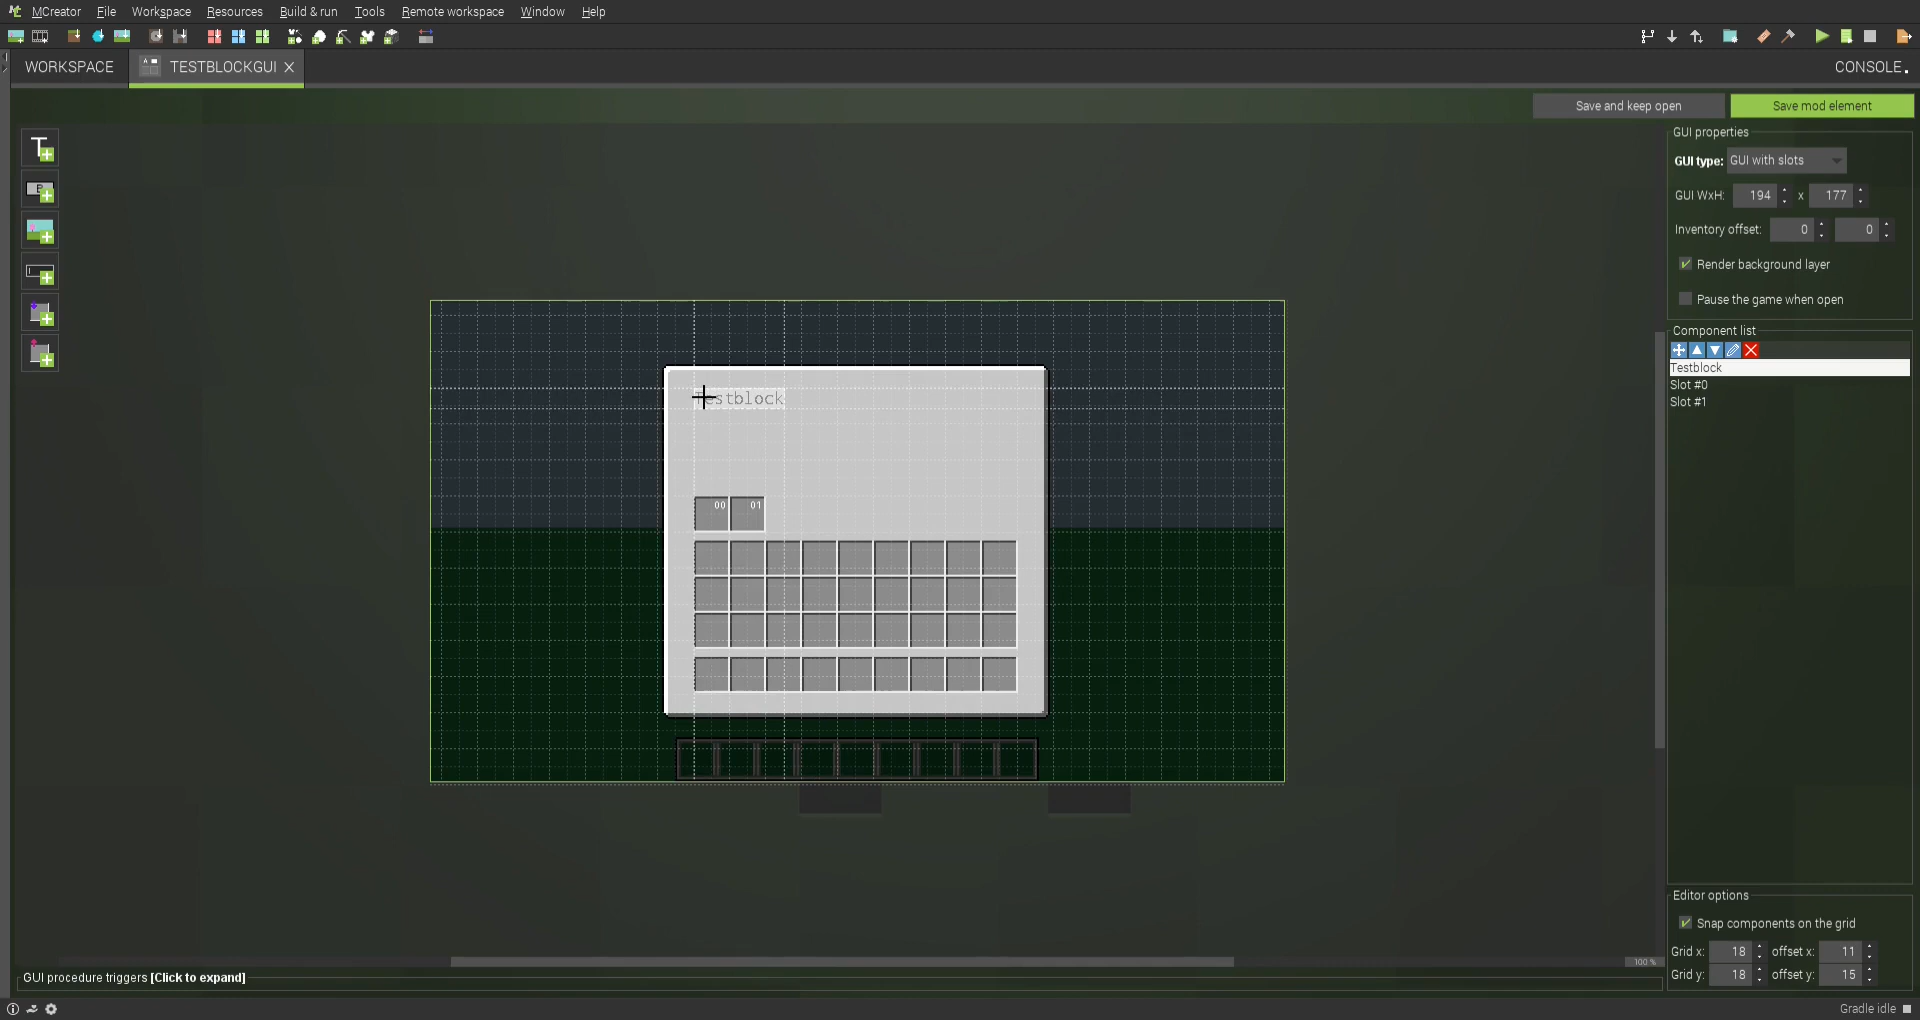 MCreator File Workspace Resources Build & run Tools Remote workspace Window Help
WORKSPACE TESTBLOCKGUI CONSOLE
Save and keep open Save mod element
GUI properties
GUI type: GUI with slots
GUI WxH: 194 x 177
Inventory offset: 0 0
Render background layer
Pause the game when open
Component list
Testblock
Slot #0
Slot #1
Testblock
00 01
Editor options
Snap components on the grid
Grid x: 18 offset x: 11
Grid y: 18 offset y: 15
100 %
GUI procedure triggers [Click to expand]
Gradle idle